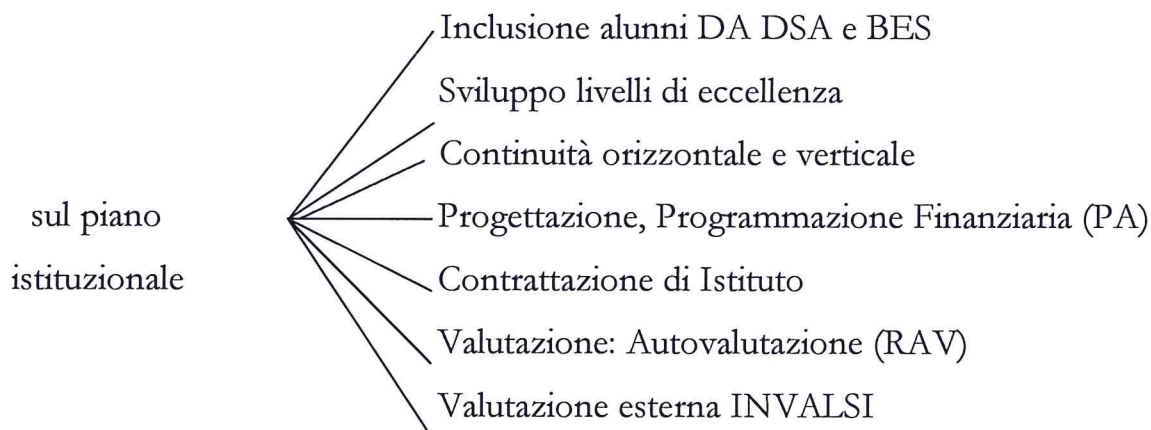 Inclusione alunni DA DSA e BES
Sviluppo livelli di eccellenza
Continuità orizzontale e verticale
sul piano
istituzionale
Progettazione, Programmazione Finanziaria (PA)
Contrattazione di Istituto
Valutazione: Autovalutazione (RAV)
Valutazione esterna INVALSI